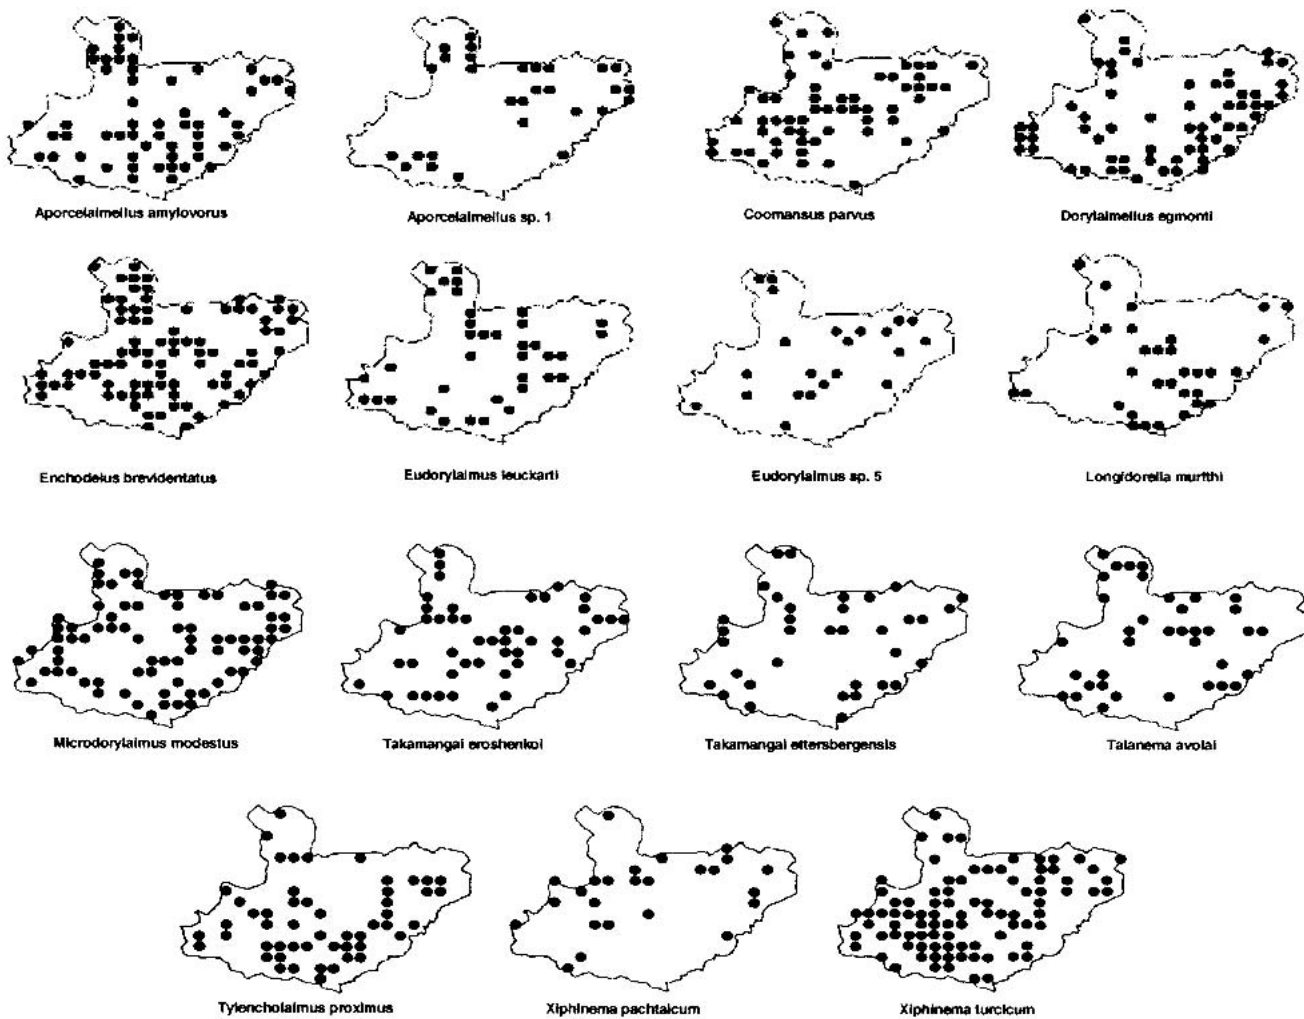 Aporcelaimellus amylovorus
Aporcelaimellus sp. 1
Coomansus parvus
Dorylaimellus egmonti
Enchodelus brevidentatus
Eudorylaimus leuckarti
Eudorylaimus sp. 5
Longidorella murithi
Microdorylaimus modestus
Takamangai eroshenkoi
Takamangai ettersbergensis
Talanema avolai
Tylencholaimus proximus
Xiphinema pachtaicum
Xiphinema turcicum